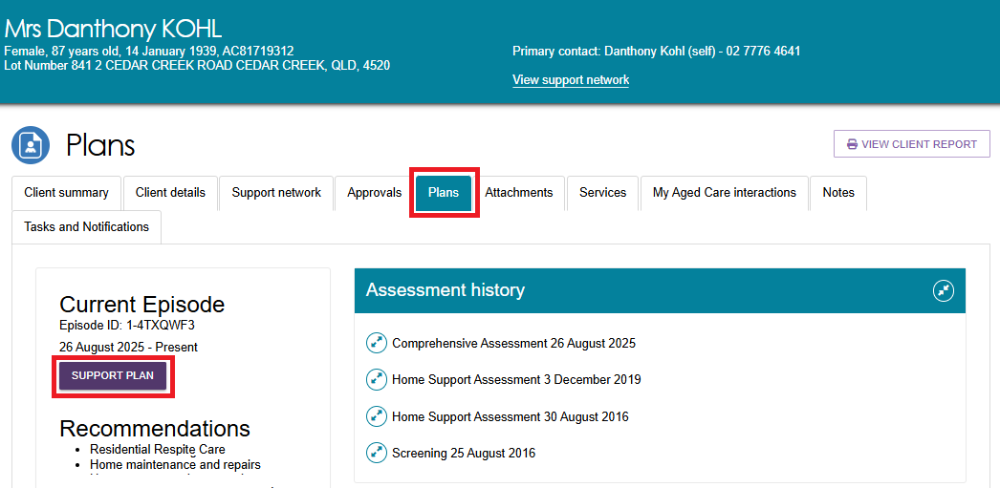 Mrs Danthony KOHL
Female, 87 years old, 14 January 1939, AC81719312
Lot Number 841 2 CEDAR CREEK ROAD CEDAR CREEK, QLD, 4520
Primary contact: Danthony Kohl (self) - 02 7776 4641
View support network
Plans
VIEW CLIENT REPORT
Client summary
Client details
Support network
Approvals
Plans
Attachments
Services
My Aged Care interactions
Notes
Tasks and Notifications
Current Episode
Episode ID: 1-4TXQWF3
26 August 2025 - Present
SUPPORT PLAN
Recommendations
Residential Respite Care
Home maintenance and repairs
Assessment history
Comprehensive Assessment 26 August 2025
Home Support Assessment 3 December 2019
Home Support Assessment 30 August 2016
Screening 25 August 2016